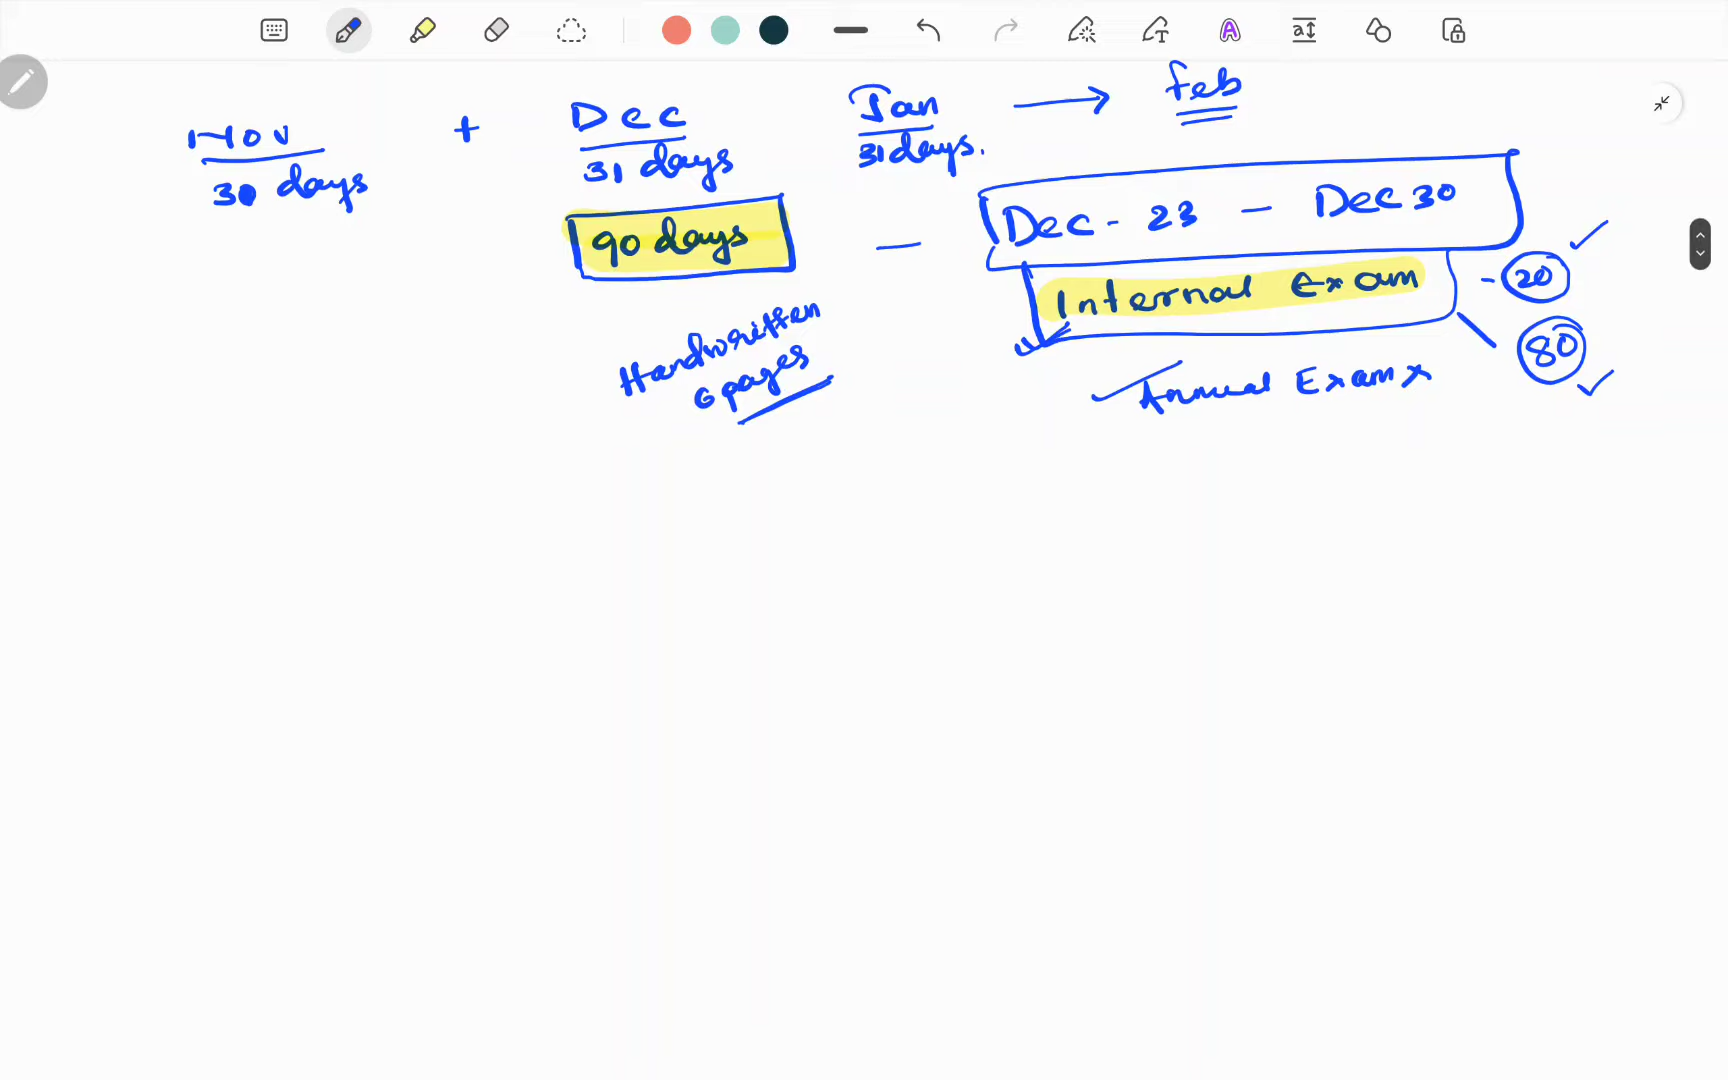 Nov + Dec Jan → Feb
30 days 31 days 31 days.
90 days — Dec - 23 – Dec 30
Internal Exam - 20
80
Handwritten
6 pages
Annual Exam x